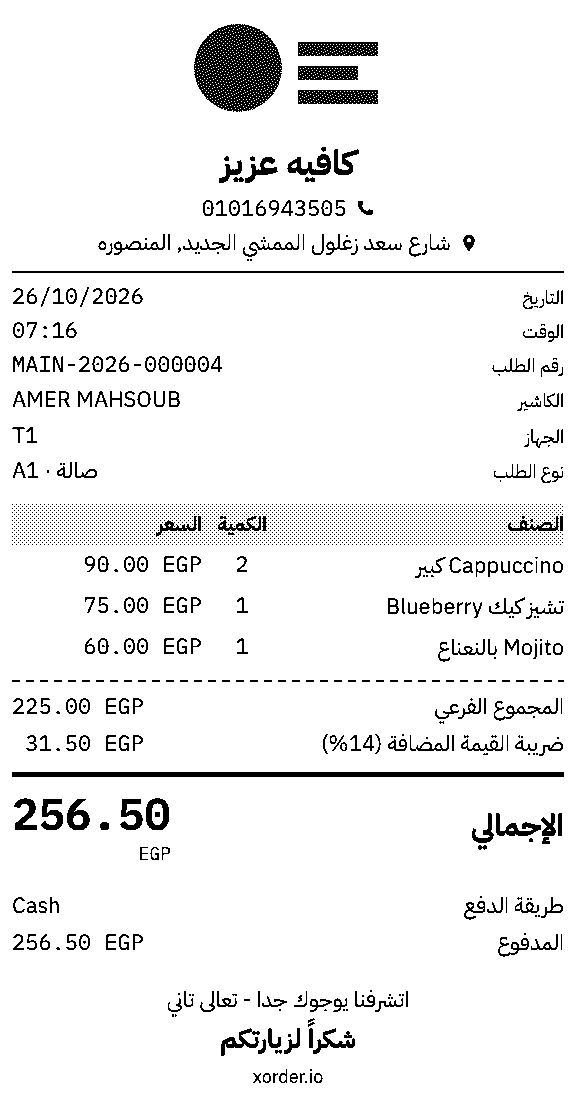 كافيه عزيز
01016943505
شارع سعد زغلول الممشي الجديد, المنصوره
التاريخ 26/10/2026
الوقت 07:16
رقم الطلب MAIN-2026-000004
الكاشير AMER MAHSOUB
الجهاز T1
نوع الطلب صالة · A1
الصنف الكمية السعر
Cappuccino كبير 2 90.00 EGP
تشيز كيك Blueberry 1 75.00 EGP
Mojito بالنعناع 1 60.00 EGP
المجموع الفرعي 225.00 EGP
ضريبة القيمة المضافة (14%) 31.50 EGP
الإجمالي 256.50
EGP
طريقة الدفع Cash
المدفوع 256.50 EGP
اتشرفنا يوجوك جدا - تعالى تاني
شكراً لزيارتكم
xorder.io